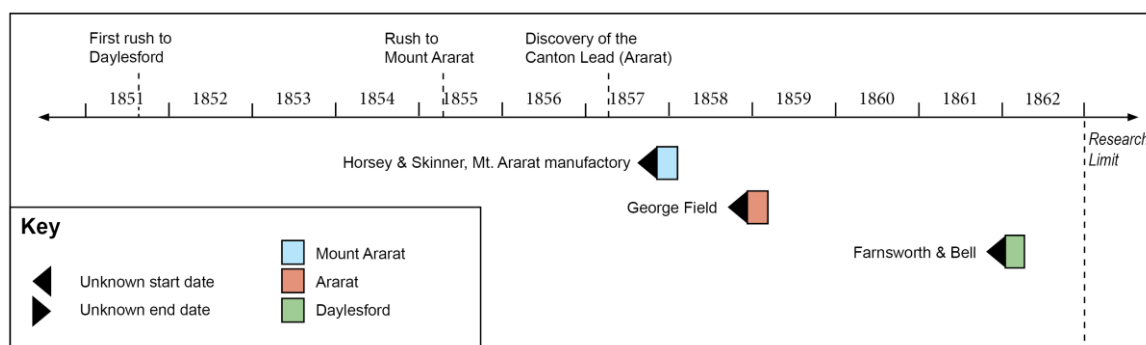 First rush to
Daylesford
Rush to
Mount Ararat
Discovery of the
Canton Lead (Ararat)
1851 1852 1853 1854 1855 1856 1857 1858 1859 1860 1861 1862
Research
Limit
Horsey & Skinner, Mt. Ararat manufactory
George Field
Farnsworth & Bell
Key
Unknown start date
Unknown end date
Mount Ararat
Ararat
Daylesford